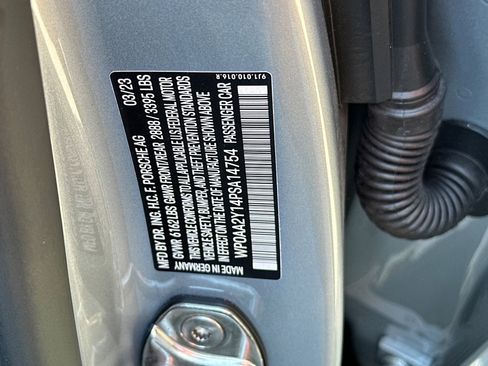 9J1.010.016.R
03/23
MFD BY DR. ING. H.C. F. PORSCHE AG
GVWR 6162 LBS GAWR FRONT/REAR 2888 / 3395 LBS
THIS VEHICLE CONFORMS TO ALL APPLICABLE U.S FEDERAL MOTOR
VEHICLE SAFETY, BUMPER, AND THEFT PREVENTION STANDARDS
IN EFFECT ON THE DATE OF MANUFACTURE SHOWN ABOVE
WP0AA2Y14PSA14754 PASSENGER CAR
MADE IN GERMANY